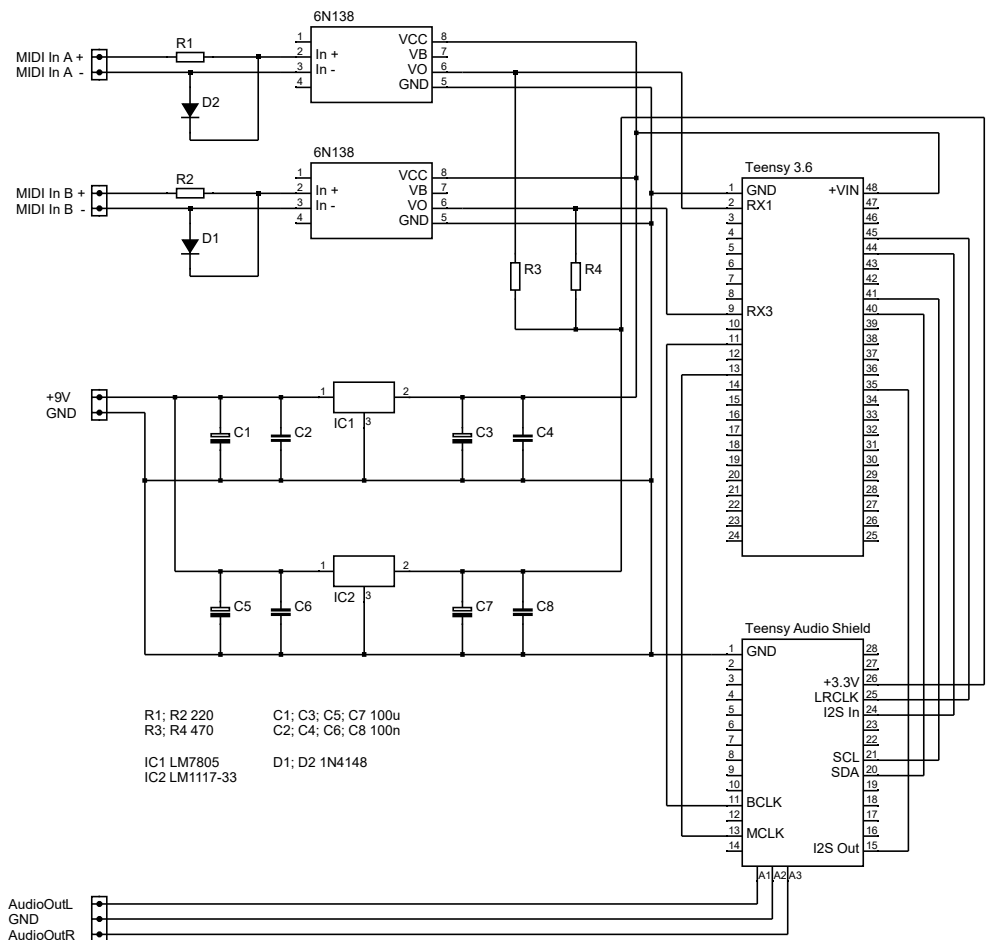 6N138
MIDI In A +
MIDI In A -
R1
D2
1
2
3
4
In +
In -
VCC
VB
VO
GND
8
7
6
5
6N138
MIDI In B +
MIDI In B -
R2
D1
1
2
3
4
In +
In -
VCC
VB
VO
GND
8
7
6
5
R3
R4
Teensy 3.6
1
2
3
4
5
6
7
8
9
10
11
12
13
14
15
16
17
18
19
20
21
22
23
24
GND
RX1
RX3
+VIN
48
47
46
45
44
43
42
41
40
39
38
37
36
35
34
33
32
31
30
29
28
27
26
25
+9V
GND
1
2
3
IC1
C1
C2
C3
C4
1
2
3
IC2
C5
C6
C7
C8
Teensy Audio Shield
1
2
3
4
5
6
7
8
9
10
11
12
13
14
GND
BCLK
MCLK
+3.3V
LRCLK
I2S In
SCL
SDA
I2S Out
28
27
26
25
24
23
22
21
20
19
18
17
16
15
A1
A2
A3
R1; R2 220
R3; R4 470
IC1 LM7805
IC2 LM1117-33
C1; C3; C5; C7 100u
C2; C4; C6; C8 100n
D1; D2 1N4148
AudioOutL
GND
AudioOutR